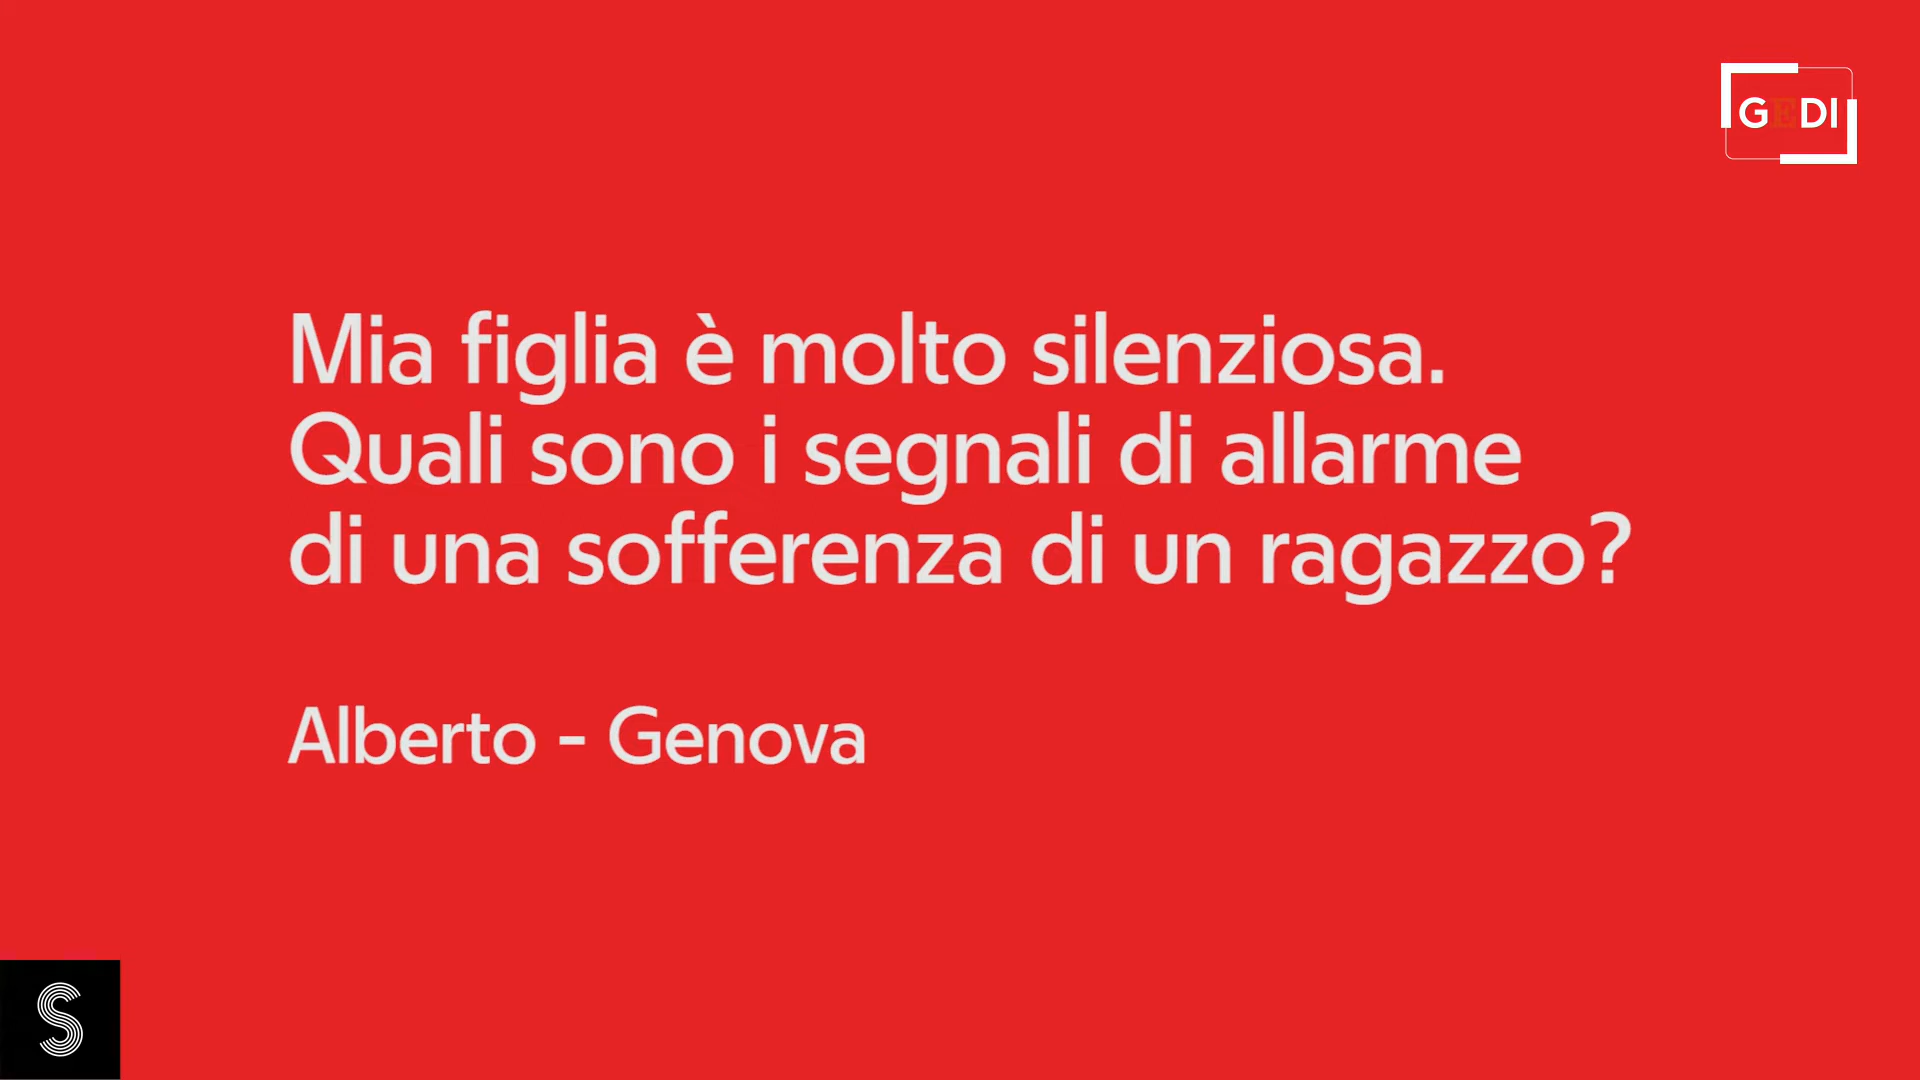 GEDI
Mia figlia è molto silenziosa.
Quali sono i segnali di allarme
di una sofferenza di un ragazzo?
Alberto - Genova
S